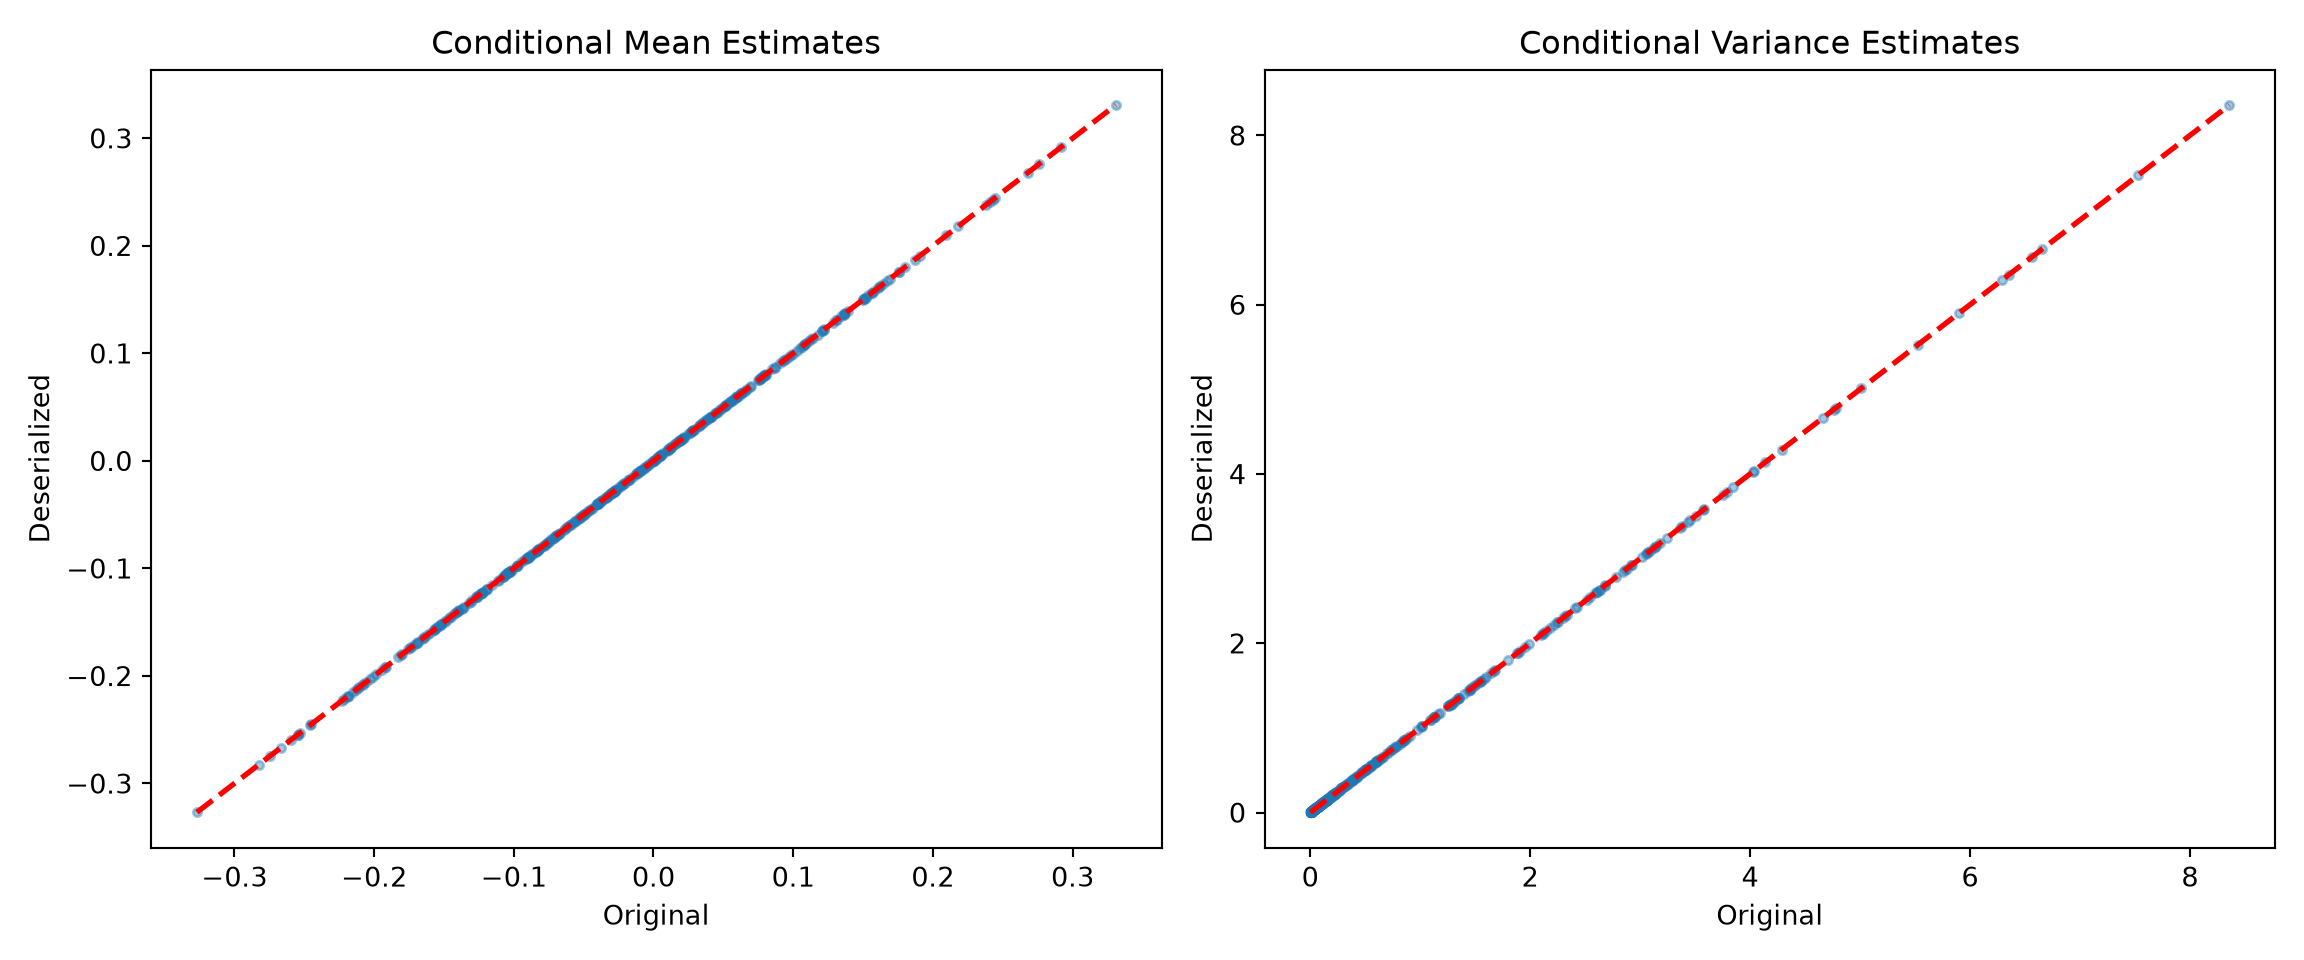 Conditional Mean Estimates
Deserialized
0.3
0.2
0.1
0.0
−0.1
−0.2
−0.3
−0.3 −0.2 −0.1 0.0 0.1 0.2 0.3
Original
Conditional Variance Estimates
Deserialized
8
6
4
2
0
0 2 4 6 8
Original